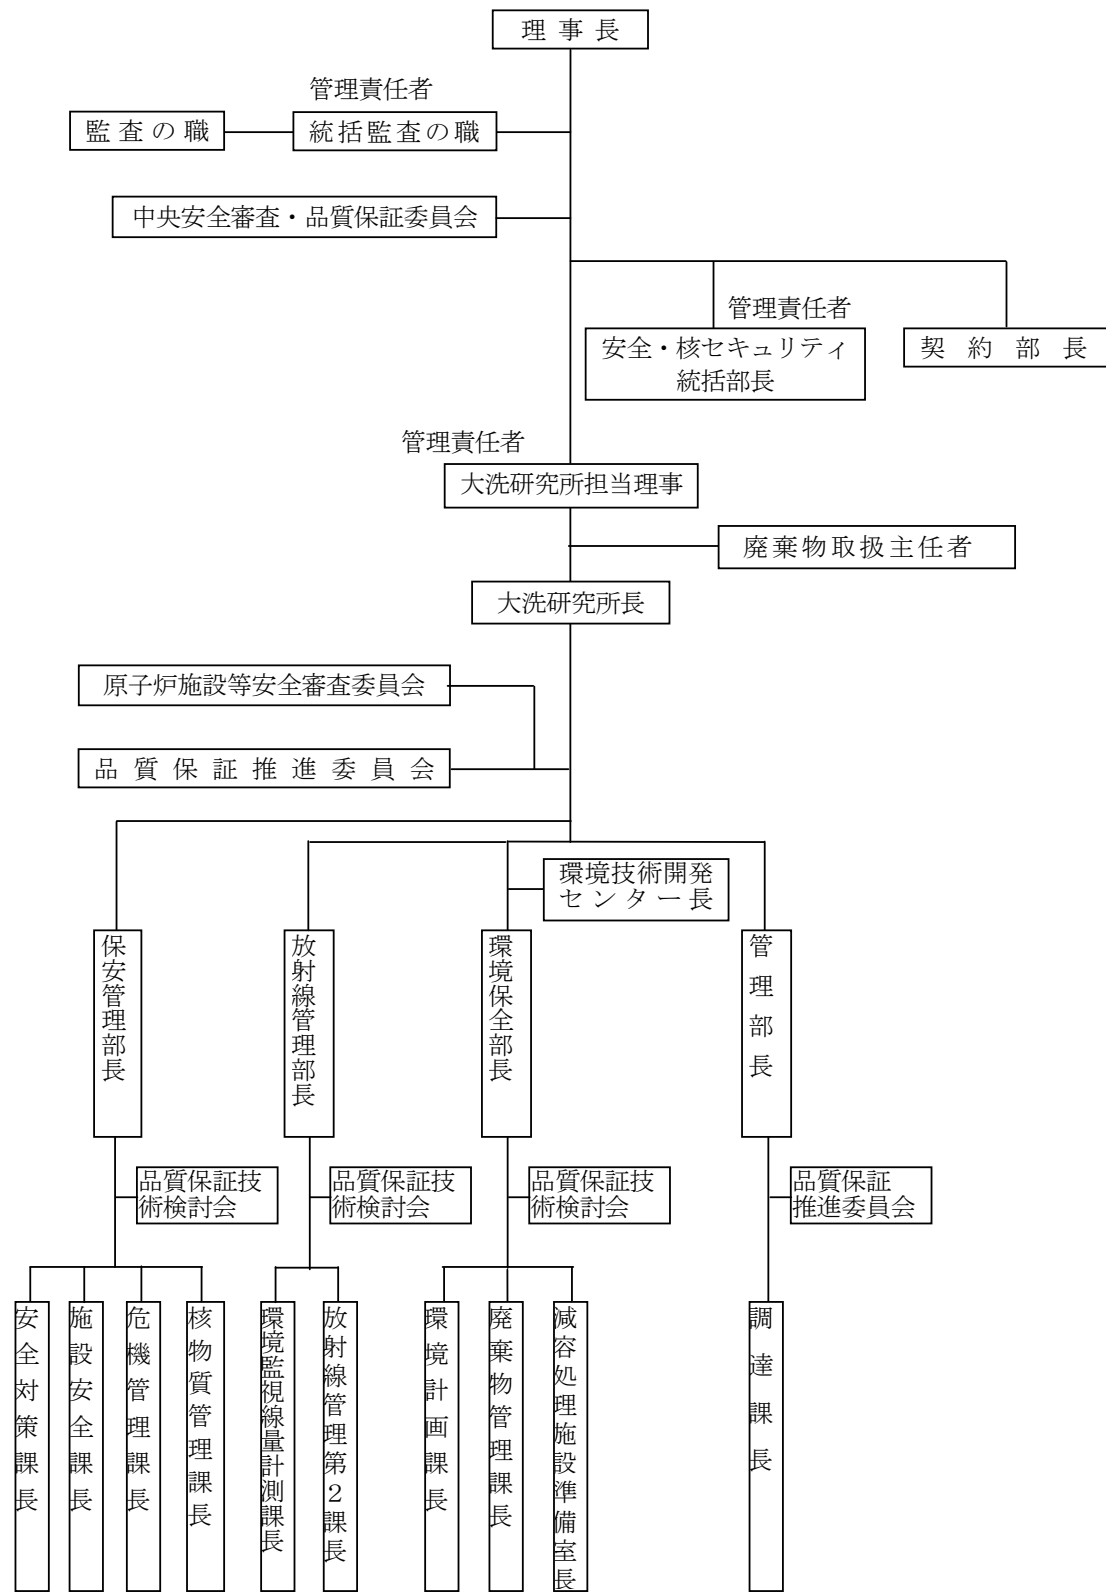 理事長
管理責任者
監査の職
統括監査の職
中央安全審査・品質保証委員会
管理責任者
安全・核セキュリティ
統括部長
契約部長
管理責任者
大洗研究所担当理事
廃棄物取扱主任者
大洗研究所長
原子炉施設等安全審査委員会
品質保証推進委員会
環境技術開発
センター長
保安管理部長
放射線管理部長
環境保全部長
管理部長
品質保証技
術検討会
品質保証技
術検討会
品質保証技
術検討会
品質保証
推進委員会
安全対策課長
施設安全課長
危機管理課長
核物質管理課長
環境監視線量計測課長
放射線管理第2課長
環境計画課長
廃棄物管理課長
減容処理施設準備室長
調達課長